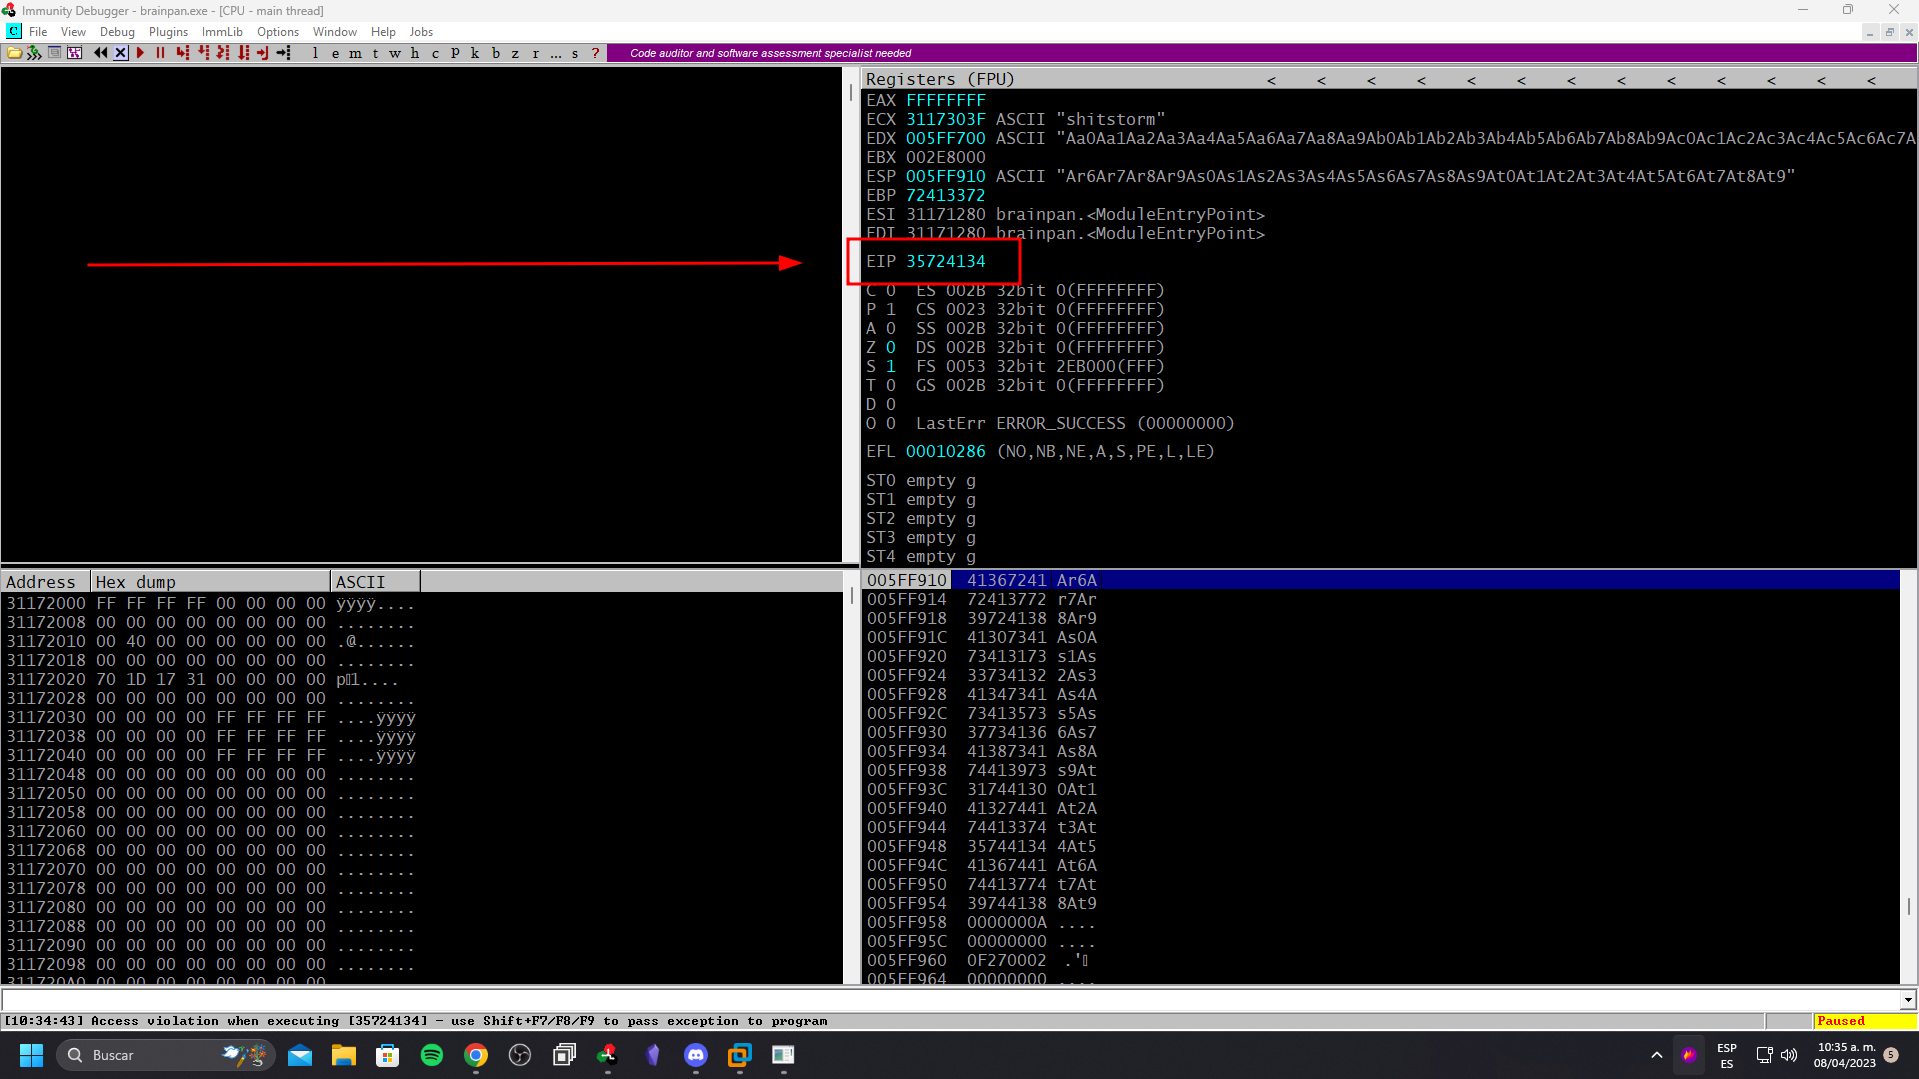 Immunity Debugger - brainpan.exe - [CPU - main thread]
C File View Debug Plugins ImmLib Options Window Help Jobs
l e m t w h c P k b z r ... s ? Code auditor and software assessment specialist needed
Registers (FPU) < < < < < < < < < < < < <
EAX FFFFFFFF
ECX 3117303F ASCII "shitstorm"
EDX 005FF700 ASCII "Aa0Aa1Aa2Aa3Aa4Aa5Aa6Aa7Aa8Aa9Ab0Ab1Ab2Ab3Ab4Ab5Ab6Ab7Ab8Ab9Ac0Ac1Ac2Ac3Ac4Ac5Ac6Ac7A
EBX 002E8000
ESP 005FF910 ASCII "Ar6Ar7Ar8Ar9As0As1As2As3As4As5As6As7As8As9At0At1At2At3At4At5At6At7At8At9"
EBP 72413372
ESI 31171280 brainpan.<ModuleEntryPoint>
EDI 31171280 brainpan.<ModuleEntryPoint>
EIP 35724134
C 0 ES 002B 32bit 0(FFFFFFFF)
P 1 CS 0023 32bit 0(FFFFFFFF)
A 0 SS 002B 32bit 0(FFFFFFFF)
Z 0 DS 002B 32bit 0(FFFFFFFF)
S 1 FS 0053 32bit 2EB000(FFF)
T 0 GS 002B 32bit 0(FFFFFFFF)
D 0
O 0 LastErr ERROR_SUCCESS (00000000)
EFL 00010286 (NO,NB,NE,A,S,PE,L,LE)
ST0 empty g
ST1 empty g
ST2 empty g
ST3 empty g
ST4 empty g
Address Hex dump ASCII
31172000 FF FF FF FF 00 00 00 00 ÿÿÿÿ....
31172008 00 00 00 00 00 00 00 00 ........
31172010 00 40 00 00 00 00 00 00 .@......
31172018 00 00 00 00 00 00 00 00 ........
31172020 70 1D 17 31 00 00 00 00 p1....
31172028 00 00 00 00 00 00 00 00 ........
31172030 00 00 00 00 FF FF FF FF ....ÿÿÿÿ
31172038 00 00 00 00 FF FF FF FF ....ÿÿÿÿ
31172040 00 00 00 00 FF FF FF FF ....ÿÿÿÿ
31172048 00 00 00 00 00 00 00 00 ........
31172050 00 00 00 00 00 00 00 00 ........
31172058 00 00 00 00 00 00 00 00 ........
31172060 00 00 00 00 00 00 00 00 ........
31172068 00 00 00 00 00 00 00 00 ........
31172070 00 00 00 00 00 00 00 00 ........
31172078 00 00 00 00 00 00 00 00 ........
31172080 00 00 00 00 00 00 00 00 ........
31172088 00 00 00 00 00 00 00 00 ........
31172090 00 00 00 00 00 00 00 00 ........
31172098 00 00 00 00 00 00 00 00 ........
311720A0 00 00 00 00 00 00 00 00 ........
005FF910 41367241 Ar6A
005FF914 72413772 r7Ar
005FF918 39724138 8Ar9
005FF91C 41307341 As0A
005FF920 73413173 s1As
005FF924 33734132 2As3
005FF928 41347341 As4A
005FF92C 73413573 s5As
005FF930 37734136 6As7
005FF934 41387341 As8A
005FF938 74413973 s9At
005FF93C 31744130 0At1
005FF940 41327441 At2A
005FF944 74413374 t3At
005FF948 35744134 4At5
005FF94C 41367441 At6A
005FF950 74413774 t7At
005FF954 39744138 8At9
005FF958 0000000A ....
005FF95C 00000000 ....
005FF960 0F270002 .'
005FF964 00000000 ....
[10:34:43] Access violation when executing [35724134] - use Shift+F7/F8/F9 to pass exception to program
Paused
Buscar
ESP
ES
10:35 a. m.
08/04/2023
5